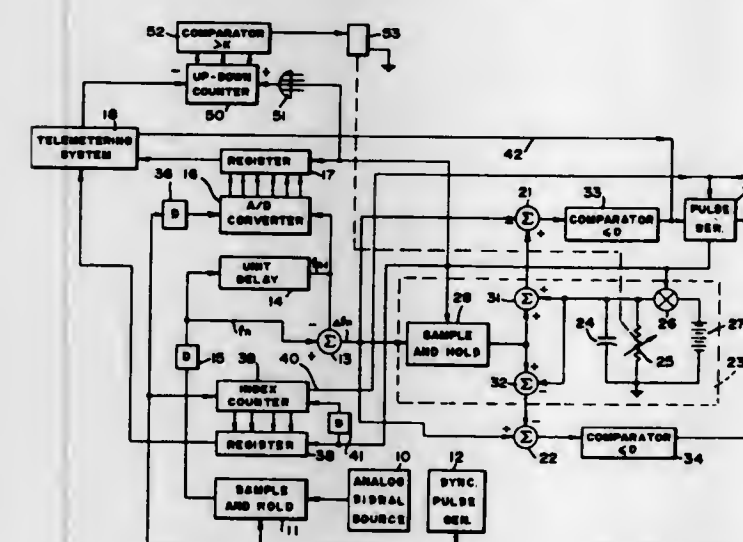 52
COMPARATOR
>K
53
-
+
UP-DOWN
COUNTER
50
51
18
TELEMETERING
SYSTEM
42
REGISTER
17
16
36
D
A/D
CONVERTER
21
Σ
+
33
COMPARATOR
<0
PULSE
GEN.
UNIT
DELAY
14
fn
-
Δfn
+
Σ
13
28
SAMPLE
AND HOLD
31
Σ
+
+
24
25
26
27
23
D
15
39
40
INDEX
COUNTER
32
Σ
+
-
D
41
REGISTER
38
+
-
Σ
22
COMPARATOR
≤0
34
SAMPLE
AND HOLD
11
10
ANALOG
SIGNAL
SOURCE
12
SYNC.
PULSE
GEN.